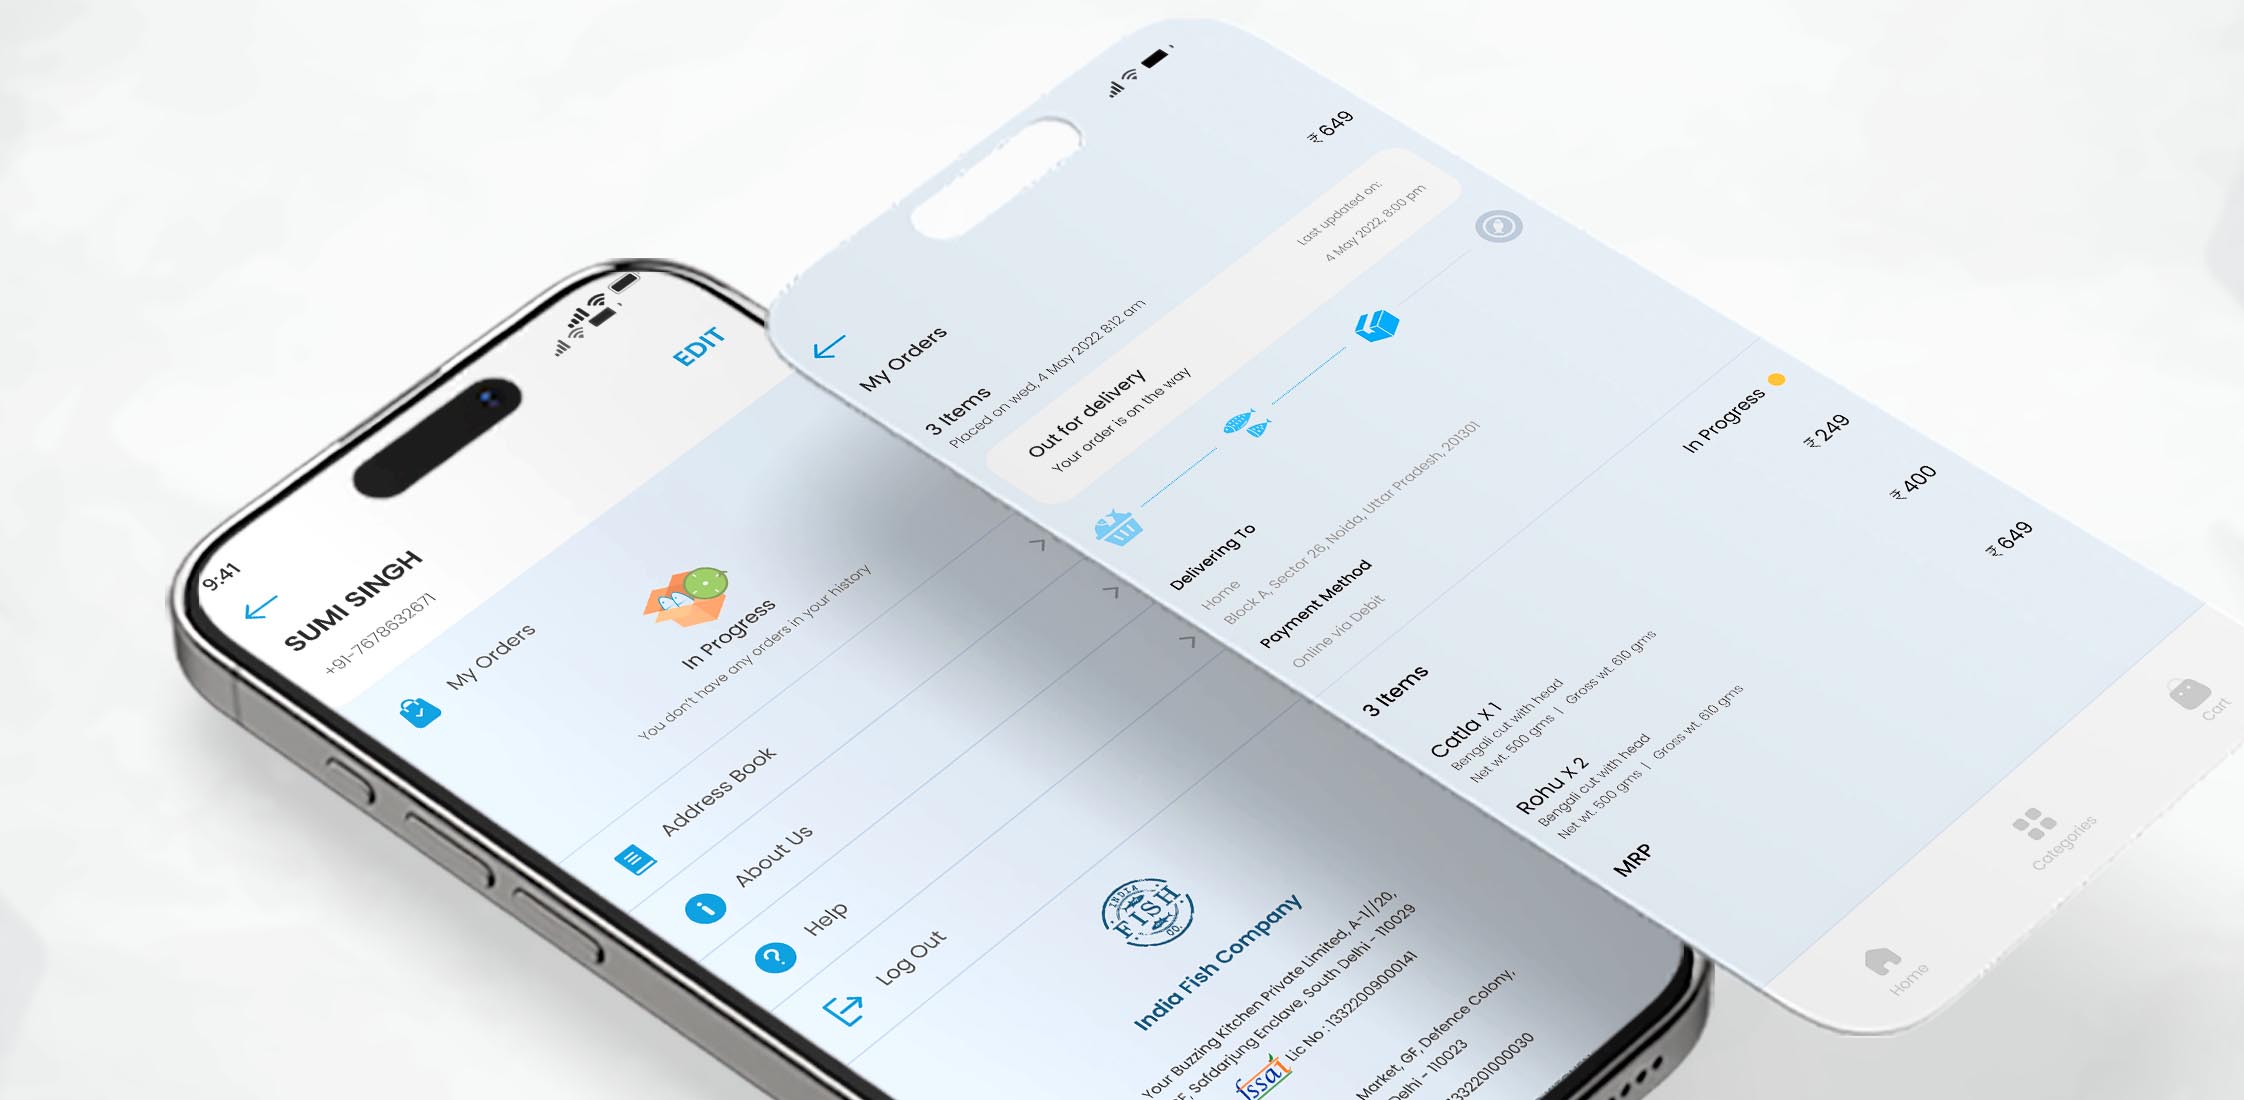 9:41
EDIT
SUMI SINGH
+91-7678632671
My Orders
In Progress
You don't have any orders in your history
Address Book
About Us
Help
Log Out
INDIA
FISH
CO.
India Fish Company
Your Buzzing Kitchen Private Limited, A-1//20,
Safdarjung Enclave, South Delhi - 110029
fssai Lic No : 13322009000141
Market, GF, Defence Colony,
Delhi - 110023
My Orders
3 Items
₹649
Placed on wed, 4 May 2022 8:12 am
Out for delivery
Your order is on the way
Last updated on:
4 May 2022, 8:00 pm
Delivering To
Home
Block A, Sector 26, Noida, Uttar Pradesh, 201301
Payment Method
Online via Debit
3 Items
In Progress
Catla X 1
₹249
Bengali cut with head
Net wt. 500 gms | Gross wt. 610 gms
Rohu X 2
₹400
Bengali cut with head
Net wt. 500 gms | Gross wt. 610 gms
MRP
₹649
Home
Categories
Cart